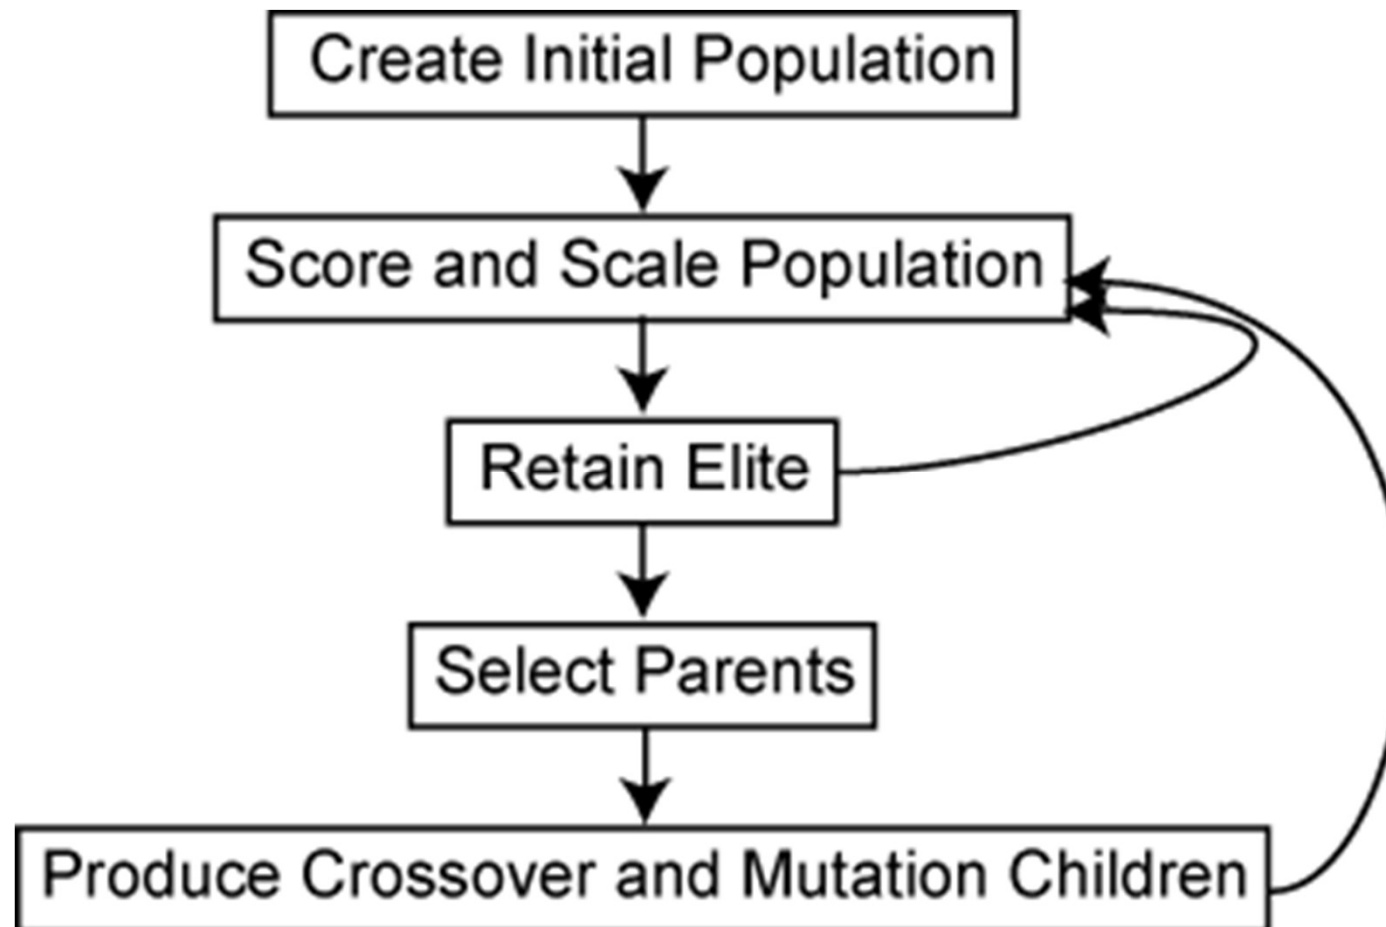 Create Initial Population
Score and Scale Population
Retain Elite
Select Parents
Produce Crossover and Mutation Children